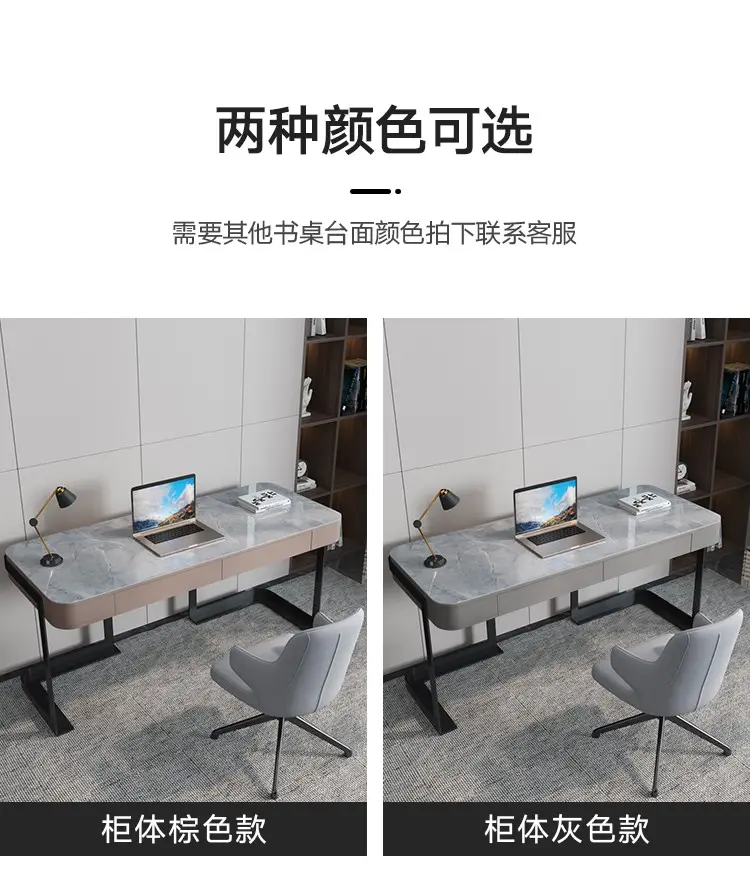 两种颜色可选
需要其他书桌台面颜色拍下联系客服
柜体棕色款
柜体灰色款